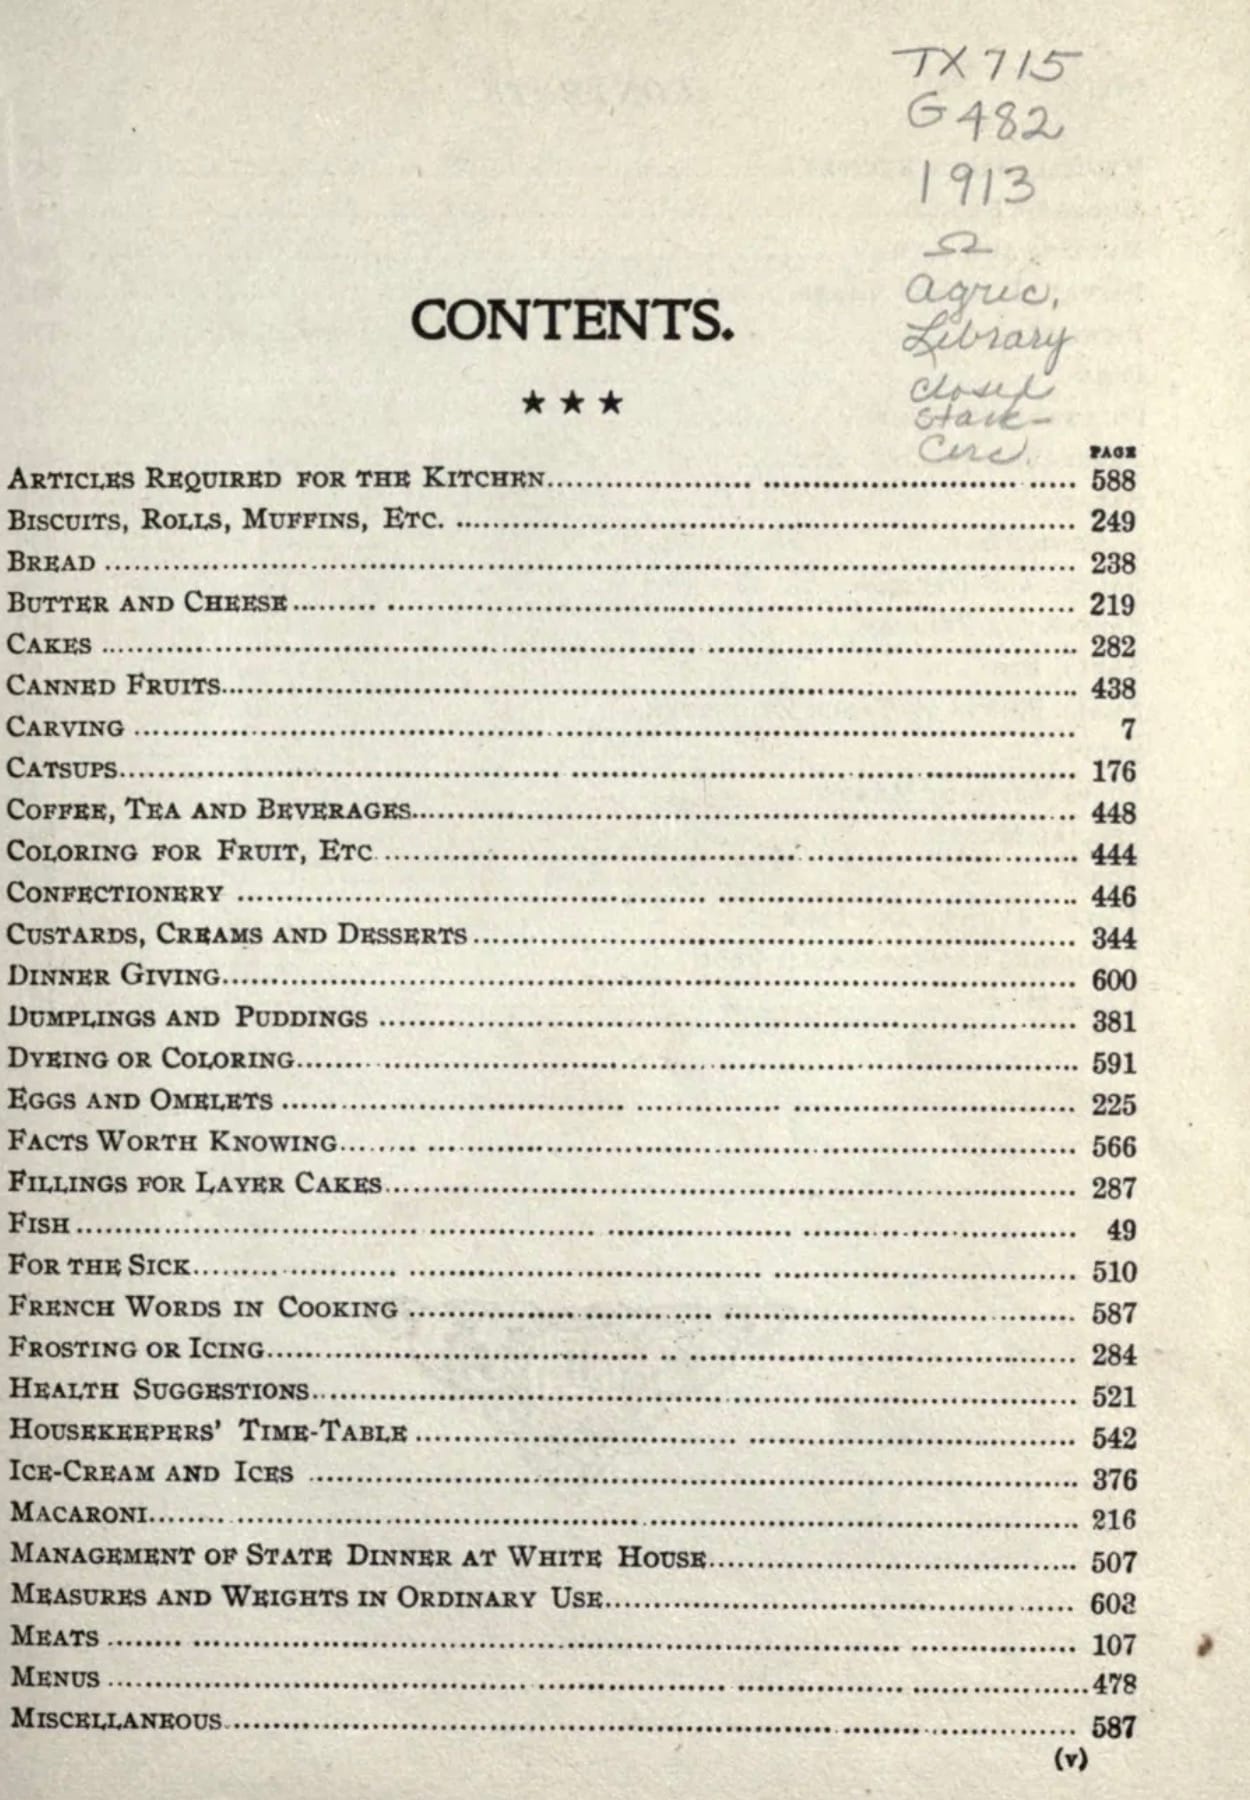 TX 715
G 482
1913
Ω
Agric.
Library
CONTENTS.
★ ★ ★
closed
stack-
Circ.
PAGE
ARTICLES REQUIRED FOR THE KITCHEN.................... ................................ 588
BISCUITS, ROLLS, MUFFINS, ETC. ................................................................ 249
BREAD ................................................................ 238
BUTTER AND CHEESE......... ................................................................ 219
CAKES ................................................................ 282
CANNED FRUITS................................................................ 438
CARVING ................................................................ 7
CATSUPS................................................................ 176
COFFEE, TEA AND BEVERAGES................................................................ 448
COLORING FOR FRUIT, ETC................................................................ 444
CONFECTIONERY ................................................................ 446
CUSTARDS, CREAMS AND DESSERTS................................................................ 344
DINNER GIVING................................................................ 600
DUMPLINGS AND PUDDINGS ................................................................ 381
DYEING OR COLORING................................................................ 591
EGGS AND OMELETS ................................................................ 225
FACTS WORTH KNOWING........ ................................................................ 566
FILLINGS FOR LAYER CAKES................................................................ 287
FISH................................................................ 49
FOR THE SICK................................................................ 510
FRENCH WORDS IN COOKING ................................................................ 587
FROSTING OR ICING................................................................ 284
HEALTH SUGGESTIONS................................................................ 521
HOUSEKEEPERS' TIME-TABLE ................................................................ 542
ICE-CREAM AND ICES ................................................................ 376
MACARONI................................................................ 216
MANAGEMENT OF STATE DINNER AT WHITE HOUSE..................................... 507
MEASURES AND WEIGHTS IN ORDINARY USE................................................ 602
MEATS ................................................................ 107
MENUS ................................................................478
MISCELLANEOUS................................................................ 587
(v)